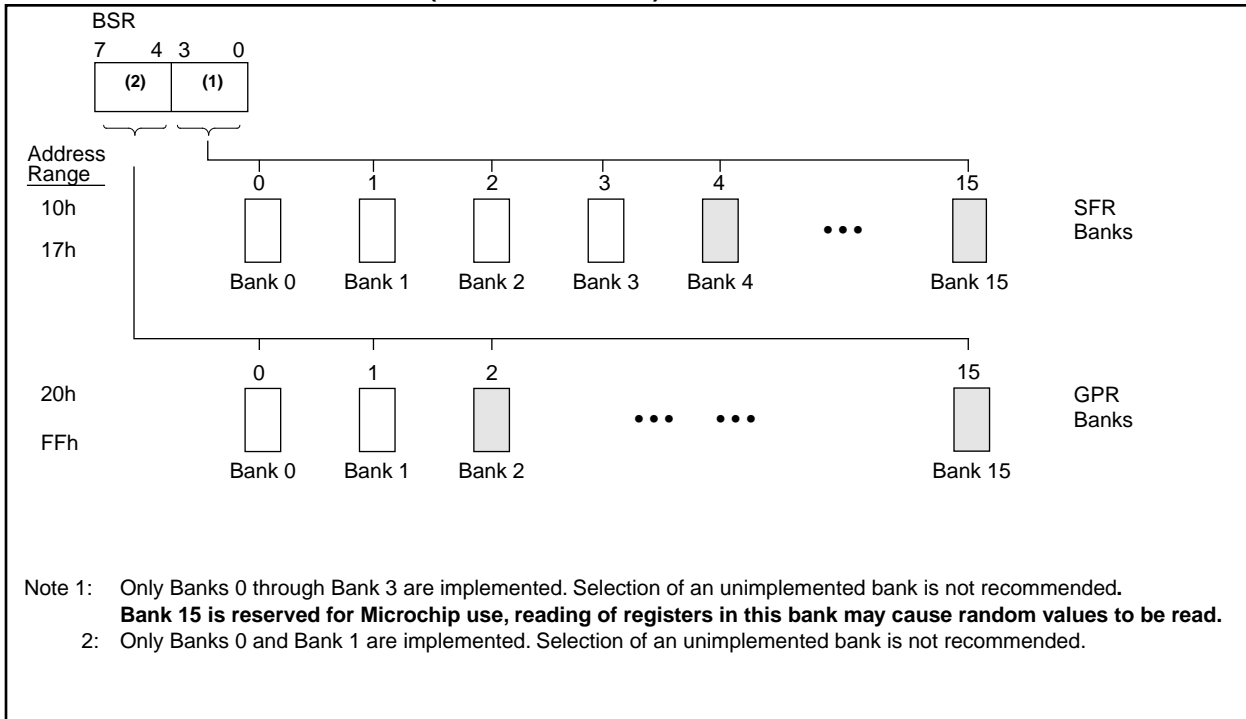 BSR
7 4 3 0
(2) (1)
Address
Range
0 1 2 3 4 15
10h
17h
SFR
Banks
•••
Bank 0 Bank 1 Bank 2 Bank 3 Bank 4 Bank 15
0 1 2 15
20h
FFh
GPR
Banks
••• •••
Bank 0 Bank 1 Bank 2 Bank 15
Note 1: Only Banks 0 through Bank 3 are implemented. Selection of an unimplemented bank is not recommended.
Bank 15 is reserved for Microchip use, reading of registers in this bank may cause random values to be read.
2: Only Banks 0 and Bank 1 are implemented. Selection of an unimplemented bank is not recommended.